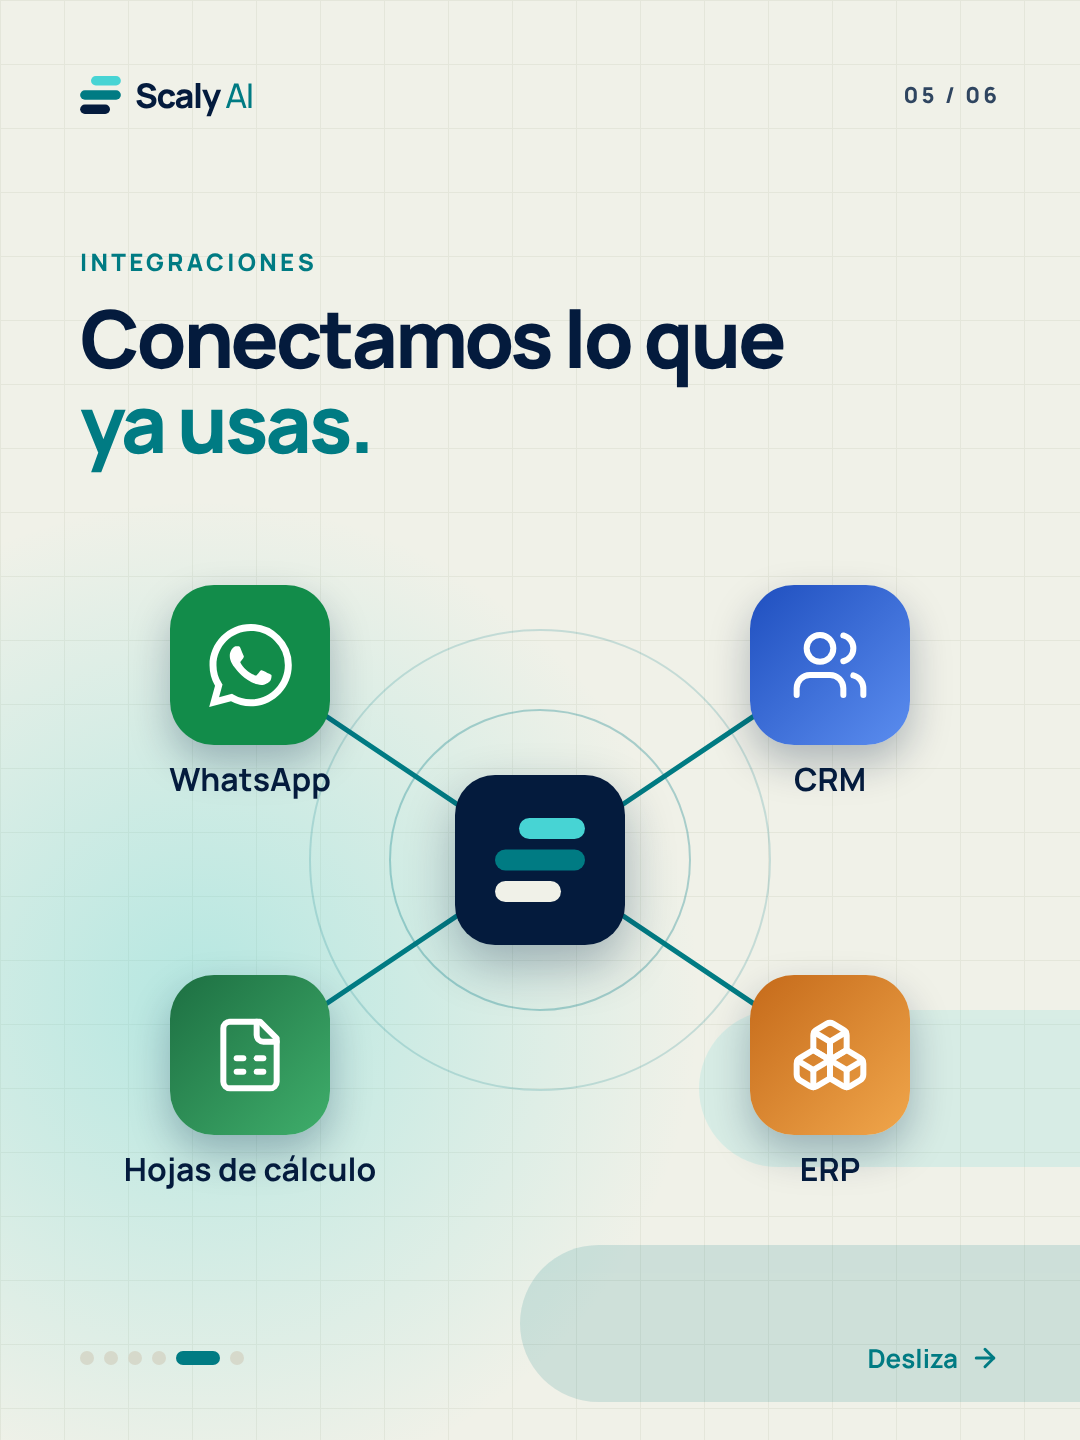 Scaly AI
05 / 06
INTEGRACIONES
Conectamos lo que
ya usas.
WhatsApp
CRM
Hojas de cálculo
ERP
Desliza →